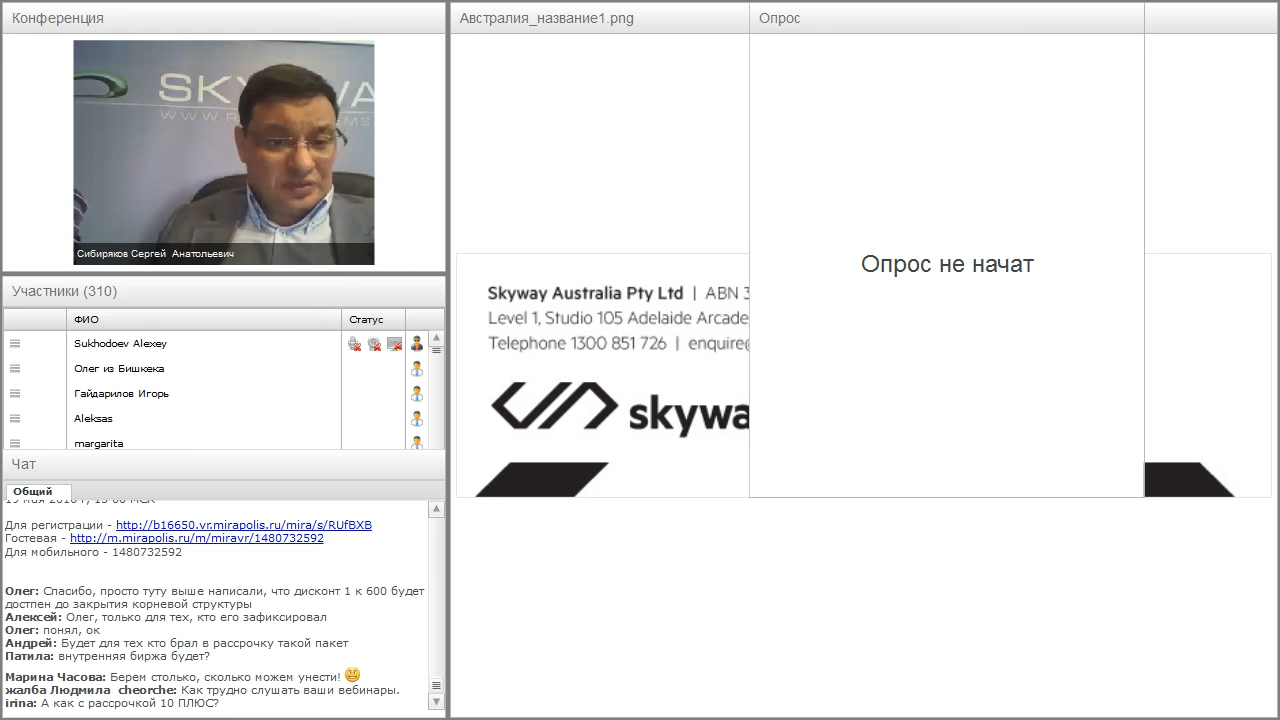 Конференция
SKYWAY
Сибиряков Сергей Анатольевич
Участники (310)
ФИО
Статус
Sukhodoev Alexey
Олег из Бишкека
Гайдарилов Игорь
Aleksas
margarita
Чат
Общий
Для регистрации - http://b16650.vr.mirapolis.ru/mira/s/RUfBXB
Гостевая - http://m.mirapolis.ru/m/miravr/1480732592
Для мобильного - 1480732592
Олег: Спасибо, просто туту выше написали, что дисконт 1 к 600 будет
достпен до закрытия корневой структуры
Алексей: Олег, только для тех, кто его зафиксировал
Олег: понял, ок
Андрей: Будет для тех кто брал в рассрочку такой пакет
Патила: внутренняя биржа будет?
Марина Часова: Берем столько, сколько можем унести!
жалба Людмила cheorche: Как трудно слушать ваши вебинары.
irina: А как с рассрочкой 10 ПЛЮС?
Австралия_название1.png
Опрос
Skyway Australia Pty Ltd | ABN 3
Level 1, Studio 105 Adelaide Arcade
Telephone 1300 851 726 | enquire@
skywa
Опрос не начат